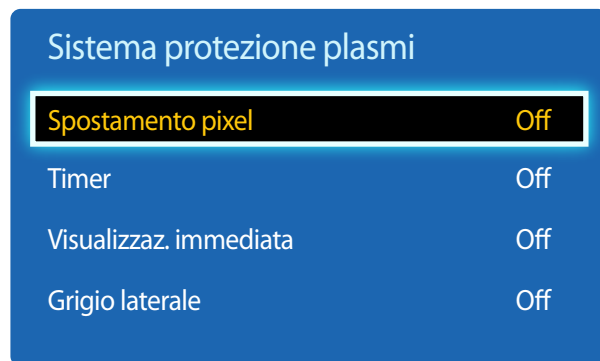 Sistema protezione plasmi
Spostamento pixel Off
Timer Off
Visualizzaz. immediata Off
Grigio laterale Off